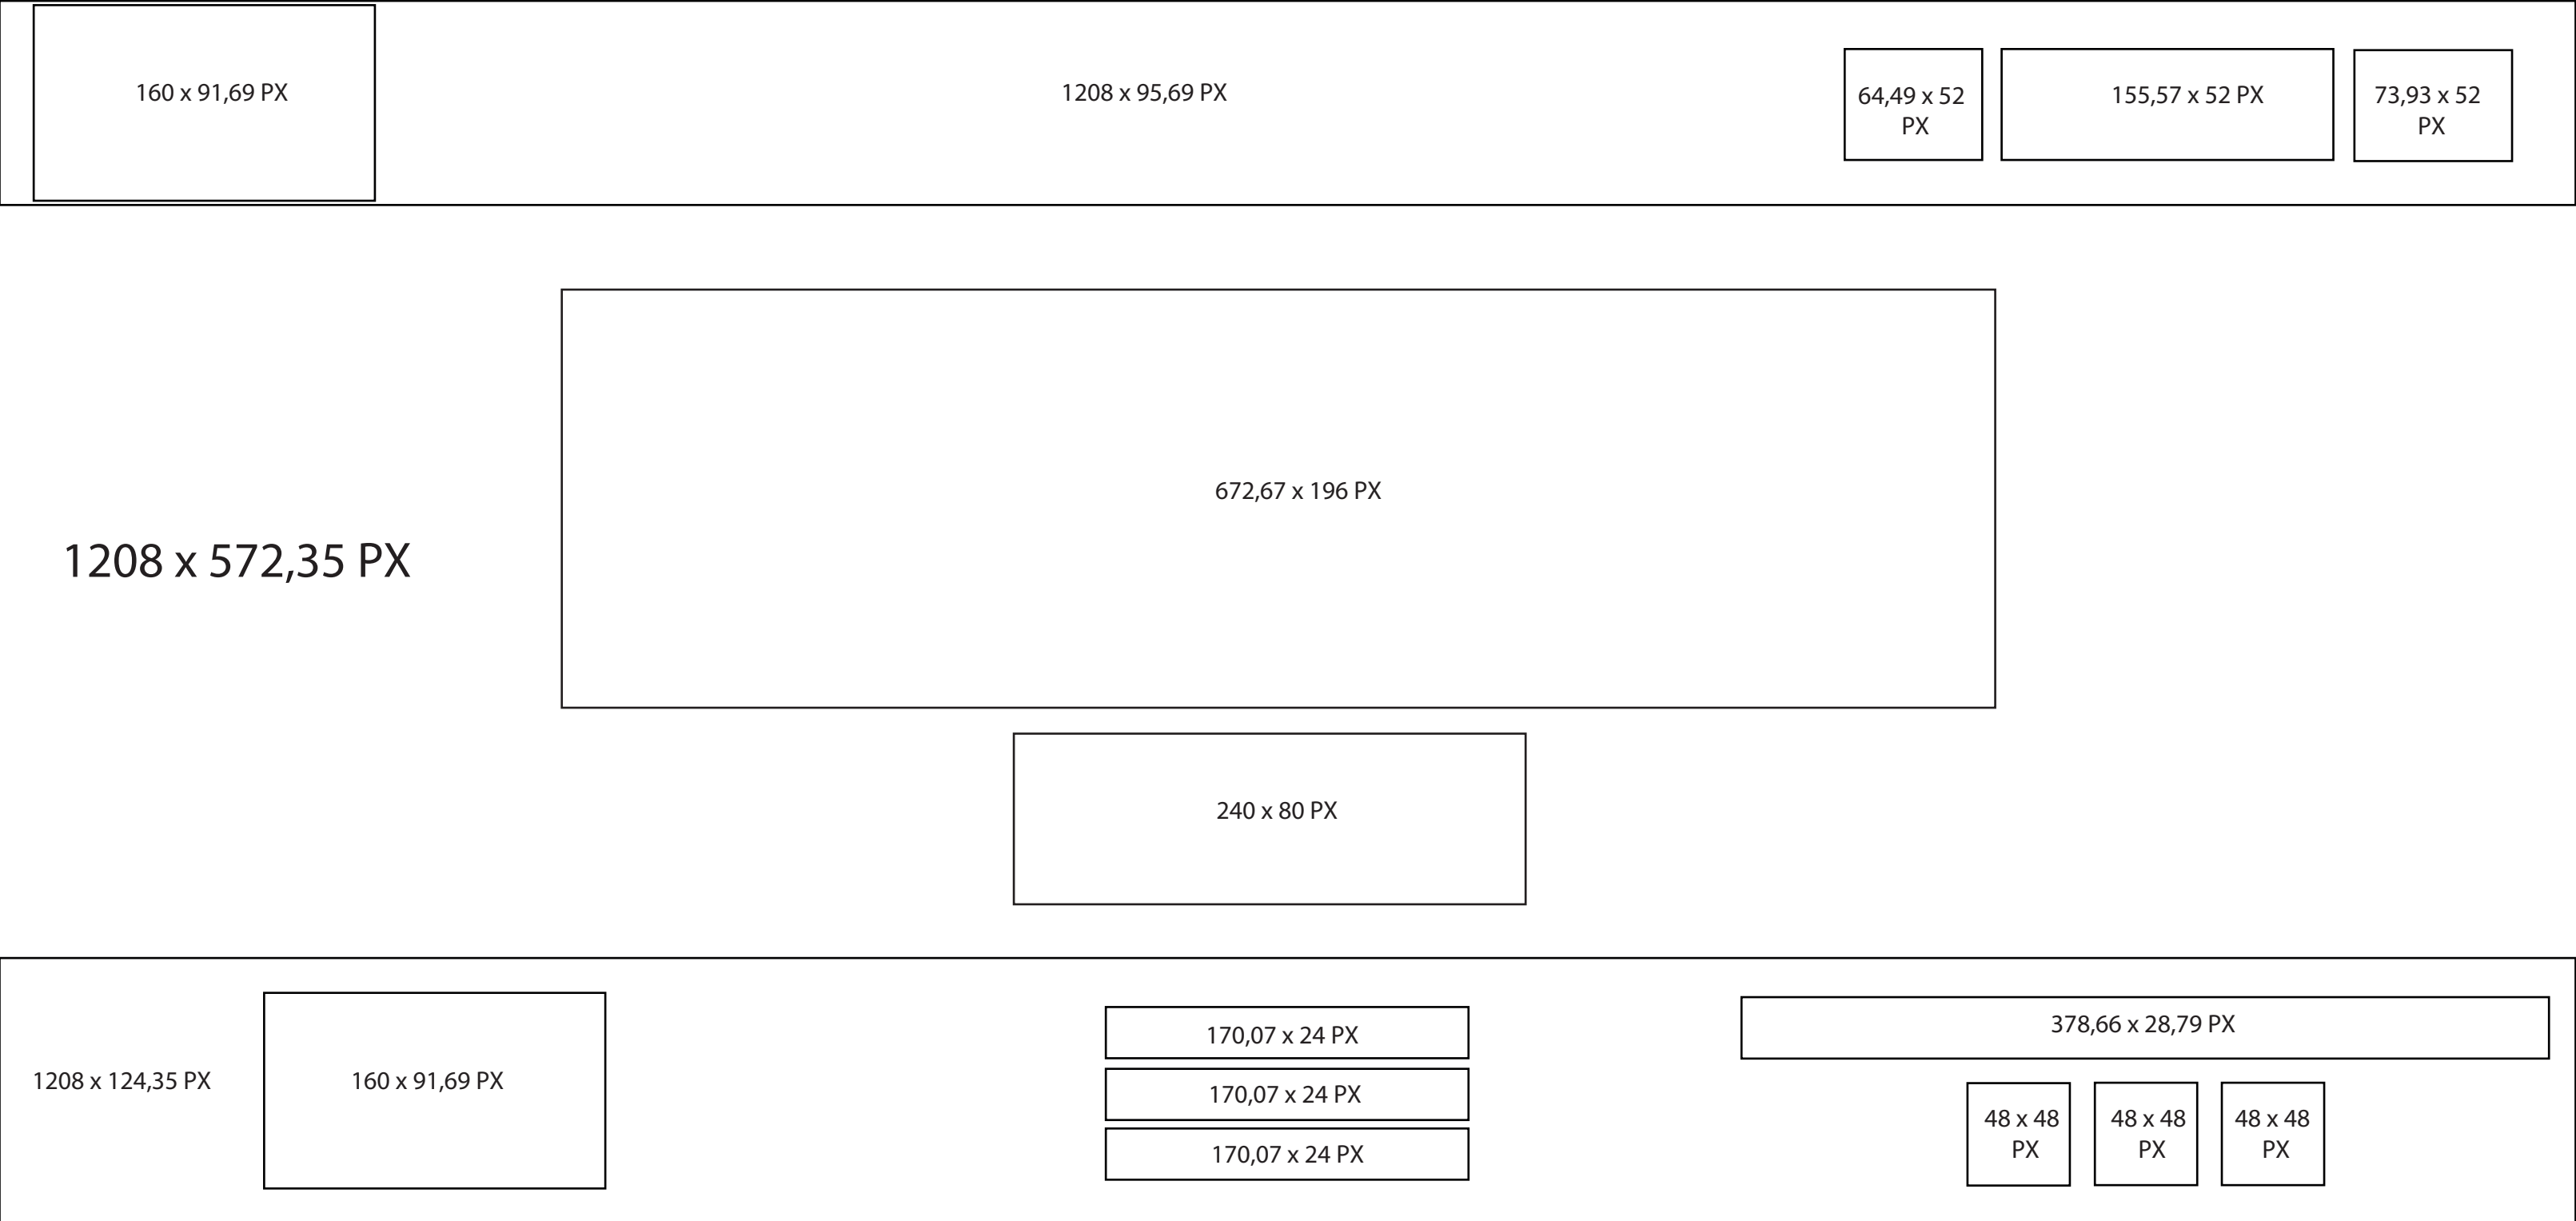 160 x 91,69 PX
1208 x 95,69 PX
64,49 x 52
PX
155,57 x 52 PX
73,93 x 52
PX
672,67 x 196 PX
1208 x 572,35 PX
240 x 80 PX
1208 x 124,35 PX
160 x 91,69 PX
170,07 x 24 PX
170,07 x 24 PX
170,07 x 24 PX
378,66 x 28,79 PX
48 x 48
PX
48 x 48
PX
48 x 48
PX